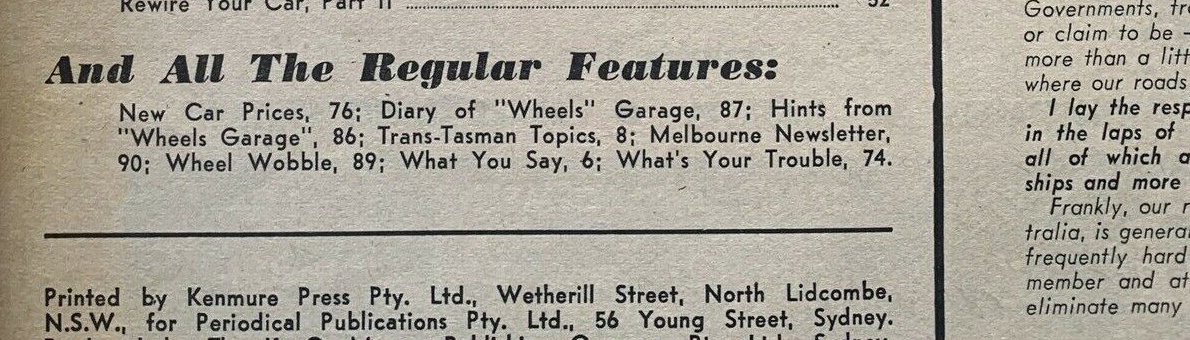 Rewire Your Car, Part II ........ 52
And All The Regular Features:
New Car Prices, 76; Diary of "Wheels" Garage, 87; Hints from
"Wheels Garage", 86; Trans-Tasman Topics, 8; Melbourne Newsletter,
90; Wheel Wobble, 89; What You Say, 6; What's Your Trouble, 74.
Printed by Kenmure Press Pty. Ltd., Wetherill Street, North Lidcombe,
N.S.W., for Periodical Publications Pty. Ltd., 56 Young Street, Sydney.
Governments,
or claim to be –
more than a
where our roads
I lay the
in the laps of
all of which
ships and more
Frankly, our
tralia, is
frequently hard
member and
eliminate many